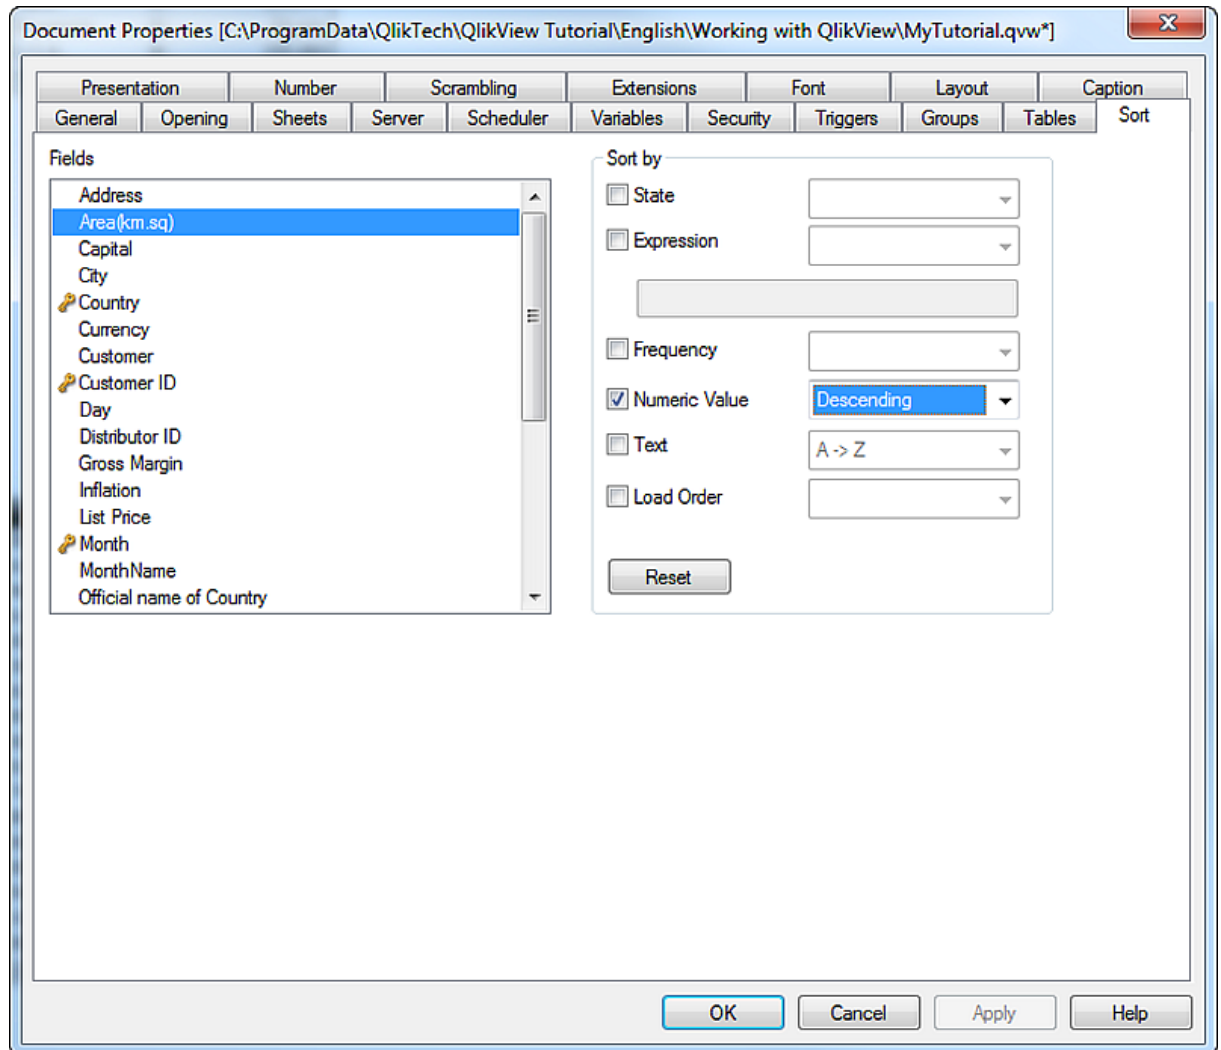 Document Properties [C:\ProgramData\QlikTech\QlikView Tutorial\English\Working with QlikView\MyTutorial.qvw*]
Presentation Number Scrambling Extensions Font Layout Caption
General Opening Sheets Server Scheduler Variables Security Triggers Groups Tables Sort
Fields
Address
Area(km.sq)
Capital
City
Country
Currency
Customer
Customer ID
Day
Distributor ID
Gross Margin
Inflation
List Price
Month
MonthName
Official name of Country
Sort by
State
Expression
Frequency
Numeric Value Descending
Text A -> Z
Load Order
Reset
OK Cancel Apply Help